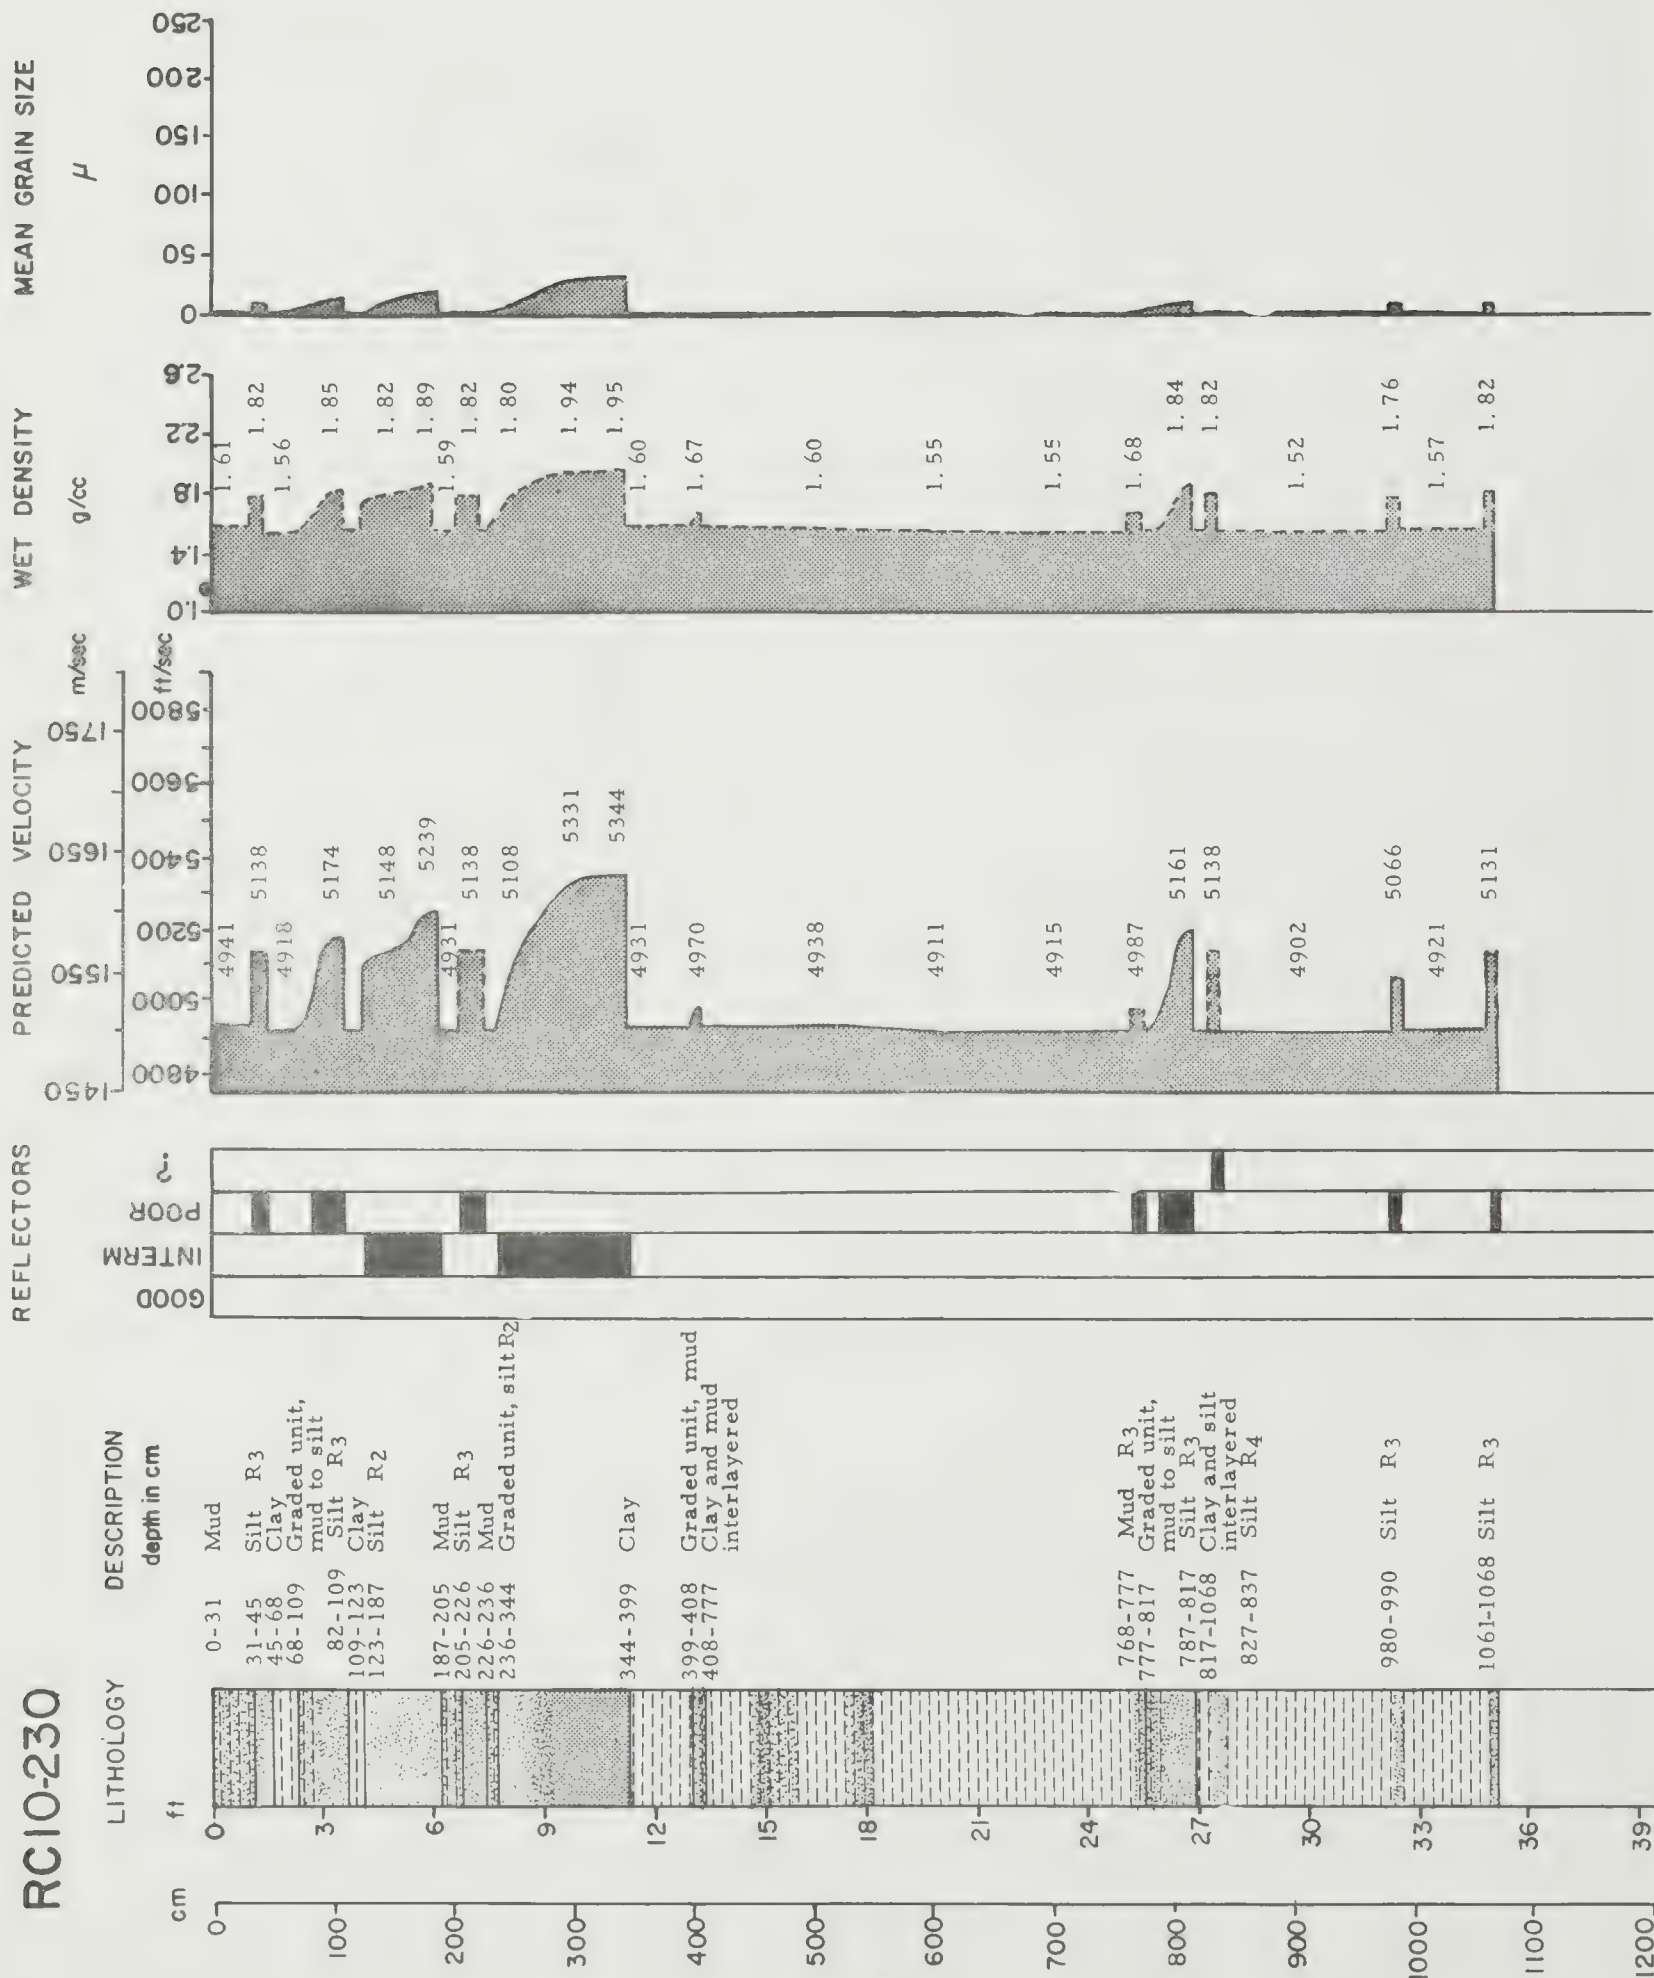 RC10-230
cm
0
100
200
300
400
500
600
700
800
900
1000
1100
1200
LITHOLOGY
ft
0
3
6
9
12
15
18
21
24
27
30
33
36
39
DESCRIPTION
depth in cm
0-31 Mud
31-45 Silt R3
45-68 Clay
68-109 Graded unit,
mud to silt
82-109 Silt R3
109-123 Clay
123-187 Silt R2
187-205 Mud
205-226 Silt R3
226-236 Mud
236-344 Graded unit, silt R2
344-399 Clay
399-408 Graded unit, mud
408-777 Clay and mud
interlayered
768-777 Mud R3
777-817 Graded unit,
mud to silt
787-817 Silt R3
817-1068 Clay and silt
interlayered
827-837 Silt R4
980-990 Silt R3
1061-1068 Silt R3
REFLECTORS
GOOD
INTERM
POOR
?
PREDICTED VELOCITY
m/sec
1450
1550
1650
1750
ft/sec
4800
5000
5200
5400
5600
5800
4941
5138
4918
5174
5148
5239
4931
5138
5108
5331
5344
4931
4970
4938
4911
4915
4987
5161
5138
4902
5066
4921
5131
WET DENSITY
g/cc
1.0
1.4
1.8
2.2
2.6
1.61
1.82
1.56
1.85
1.82
1.89
1.59
1.82
1.80
1.94
1.95
1.60
1.67
1.60
1.55
1.55
1.68
1.84
1.82
1.52
1.76
1.57
1.82
MEAN GRAIN SIZE
μ
0
50
100
150
200
250